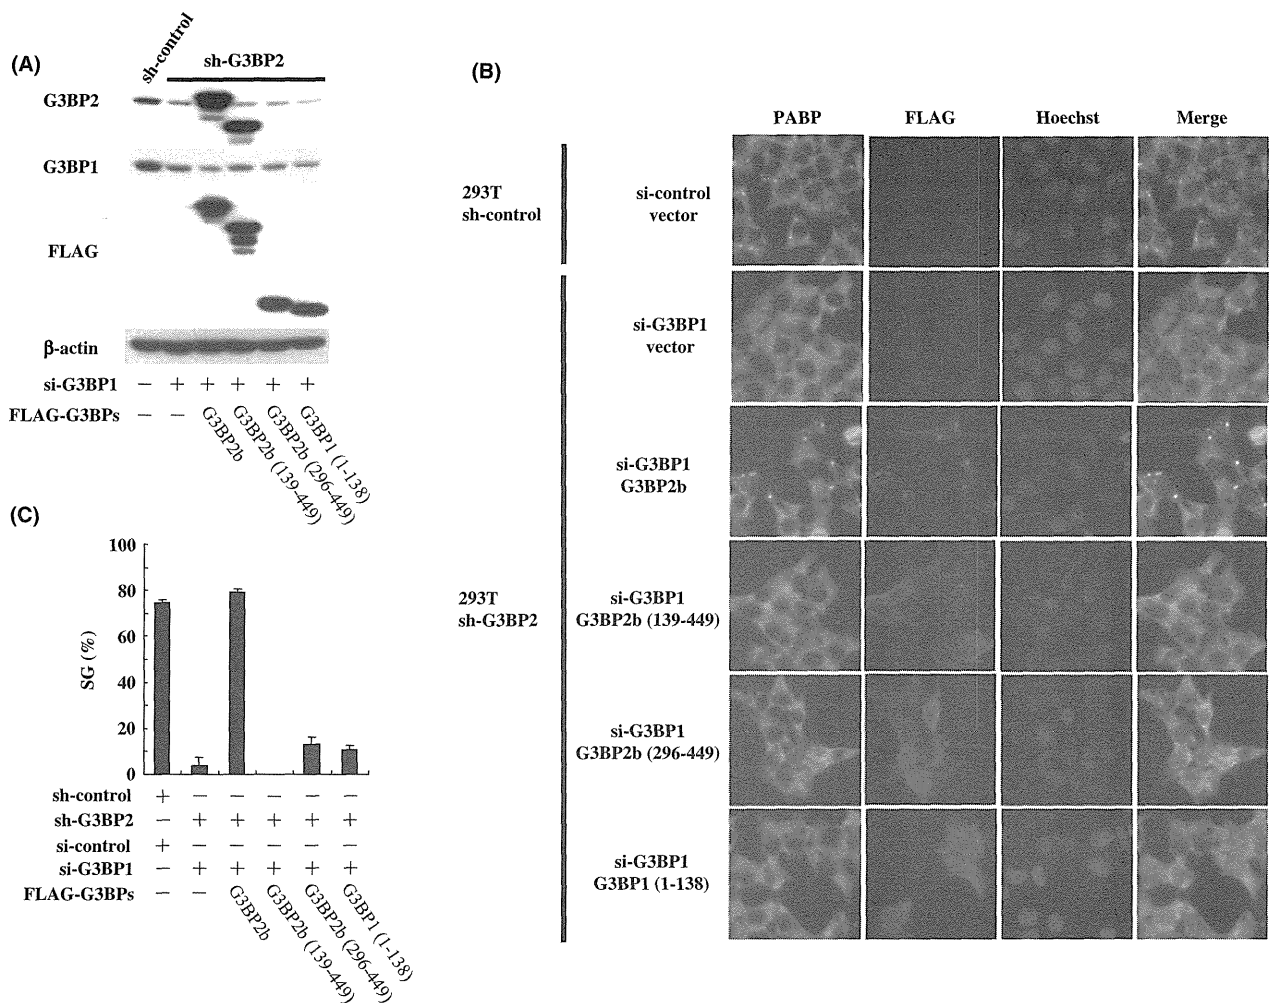 (A)
sh-control
sh-G3BP2
G3BP2
G3BP1
FLAG
β-actin
si-G3BP1 − + + + + +
FLAG-G3BPs − − G3BP2b G3BP2b (139-449) G3BP2b (296-449) G3BP1 (1-138)
(B)
PABP FLAG Hoechst Merge
293T
sh-control
si-control
vector
293T
sh-G3BP2
si-G3BP1
vector
si-G3BP1
G3BP2b
si-G3BP1
G3BP2b (139-449)
si-G3BP1
G3BP2b (296-449)
si-G3BP1
G3BP1 (1-138)
(C)
SG (%)
100
80
60
40
20
0
sh-control + − − − − −
sh-G3BP2 − + + + + +
si-control + − − − − −
si-G3BP1 − + + + + +
FLAG-G3BPs − − G3BP2b G3BP2b (139-449) G3BP2b (296-449) G3BP1 (1-138)